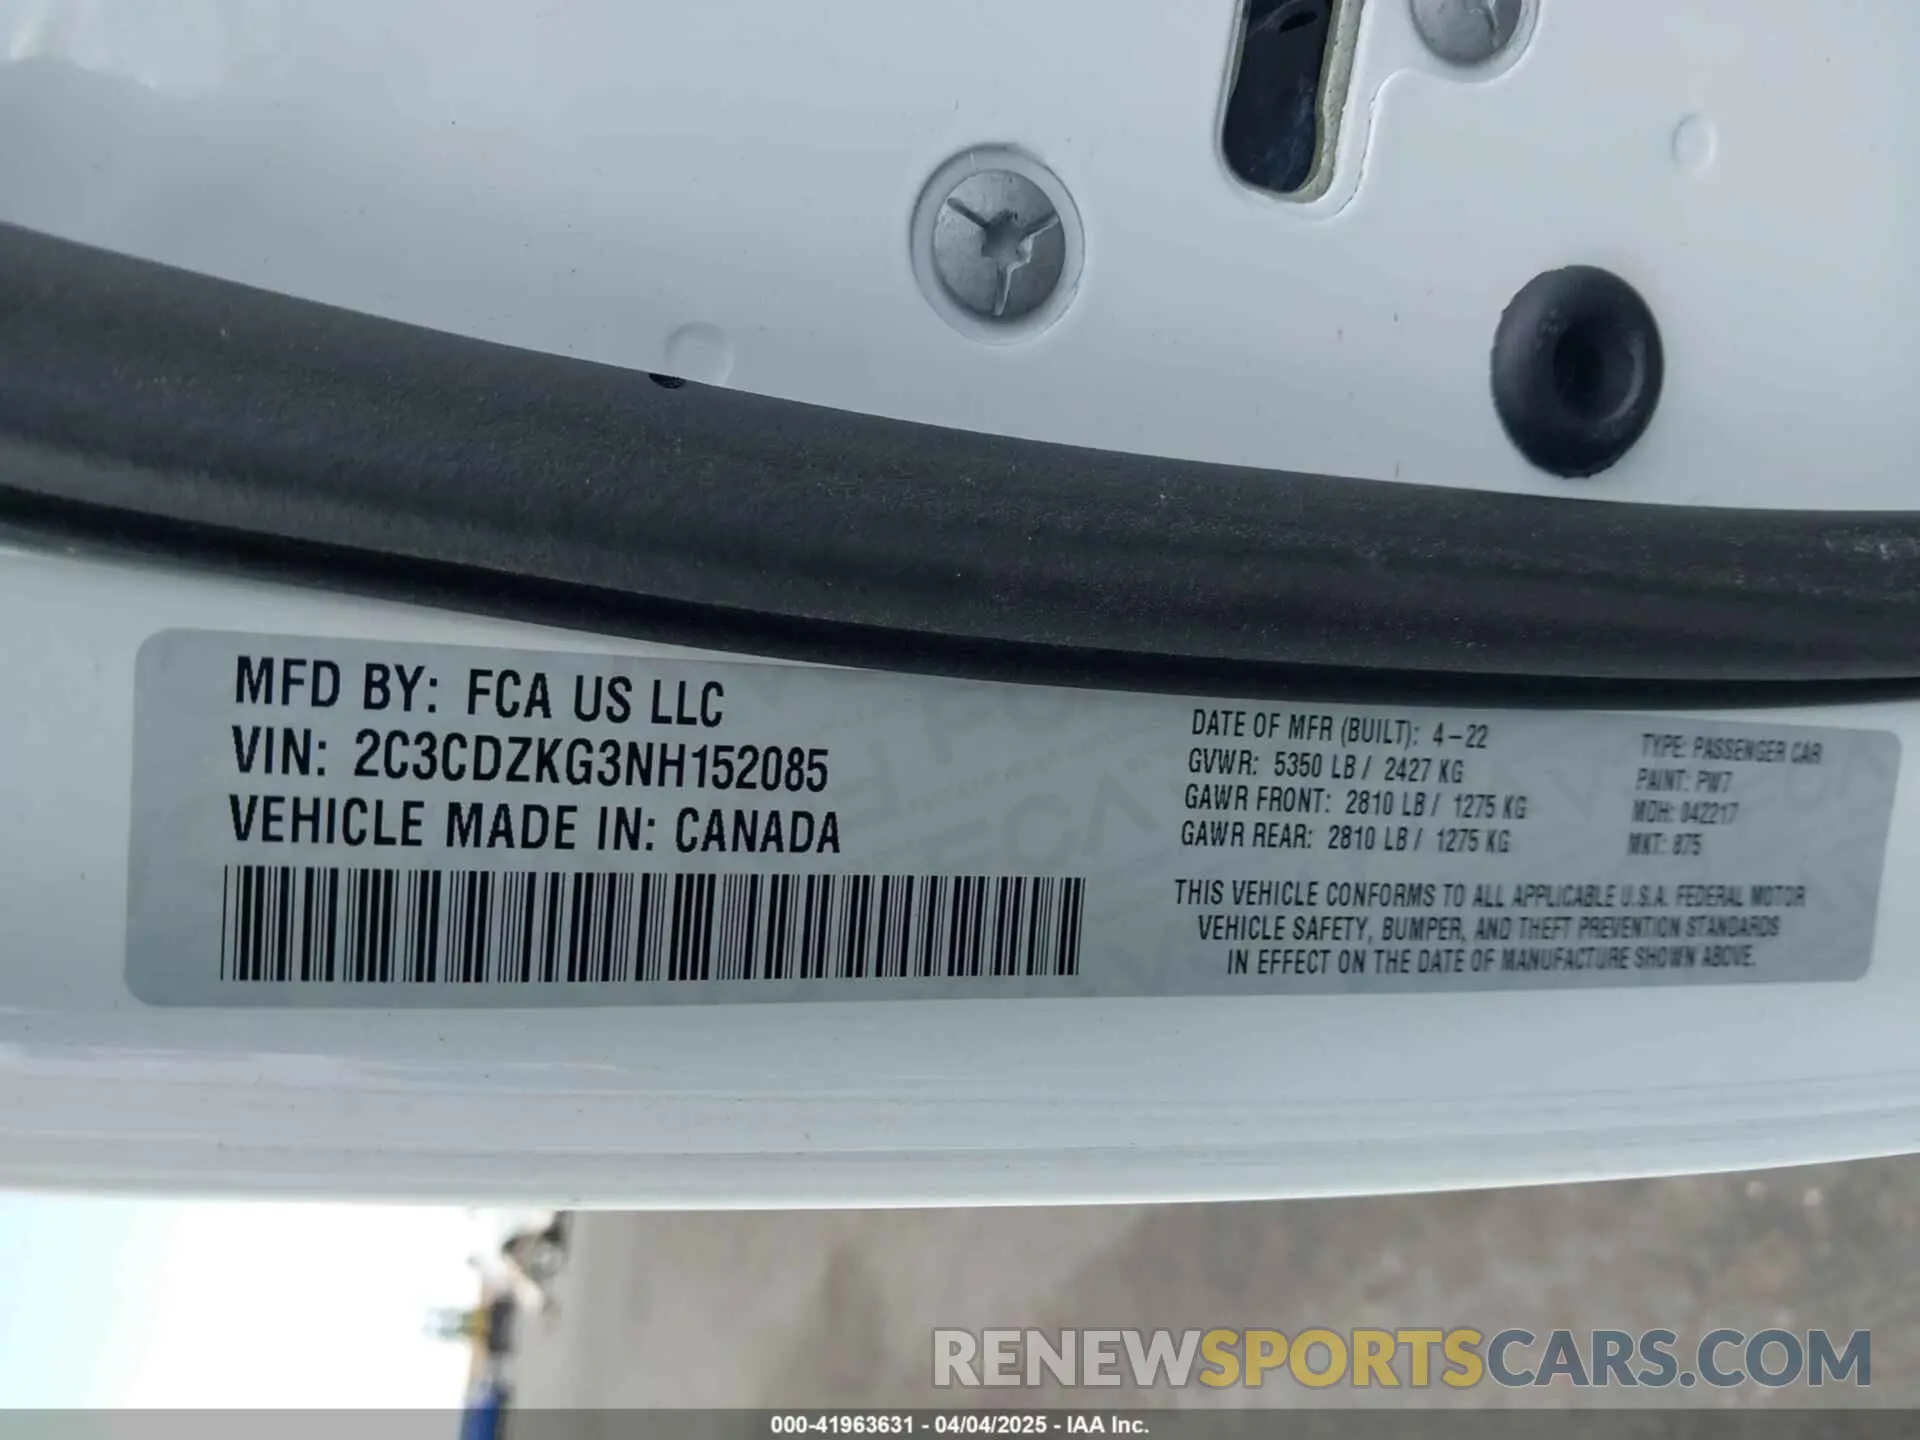 MFD BY: FCA US LLC
VIN: 2C3CDZKG3NH152085
VEHICLE MADE IN: CANADA
DATE OF MFR (BUILT): 4-22
GVWR: 5350 LB / 2427 KG
GAWR FRONT: 2810 LB / 1275 KG
GAWR REAR: 2810 LB / 1275 KG
TYPE: PASSENGER CAR
PAINT: PW7
MDH: 042217
MKT: 875
THIS VEHICLE CONFORMS TO ALL APPLICABLE U.S.A. FEDERAL MOTOR
VEHICLE SAFETY, BUMPER, AND THEFT PREVENTION STANDARDS
IN EFFECT ON THE DATE OF MANUFACTURE SHOWN ABOVE.
RENEWSPORTSCARS.COM
000-41963631 - 04/04/2025 - IAA Inc.